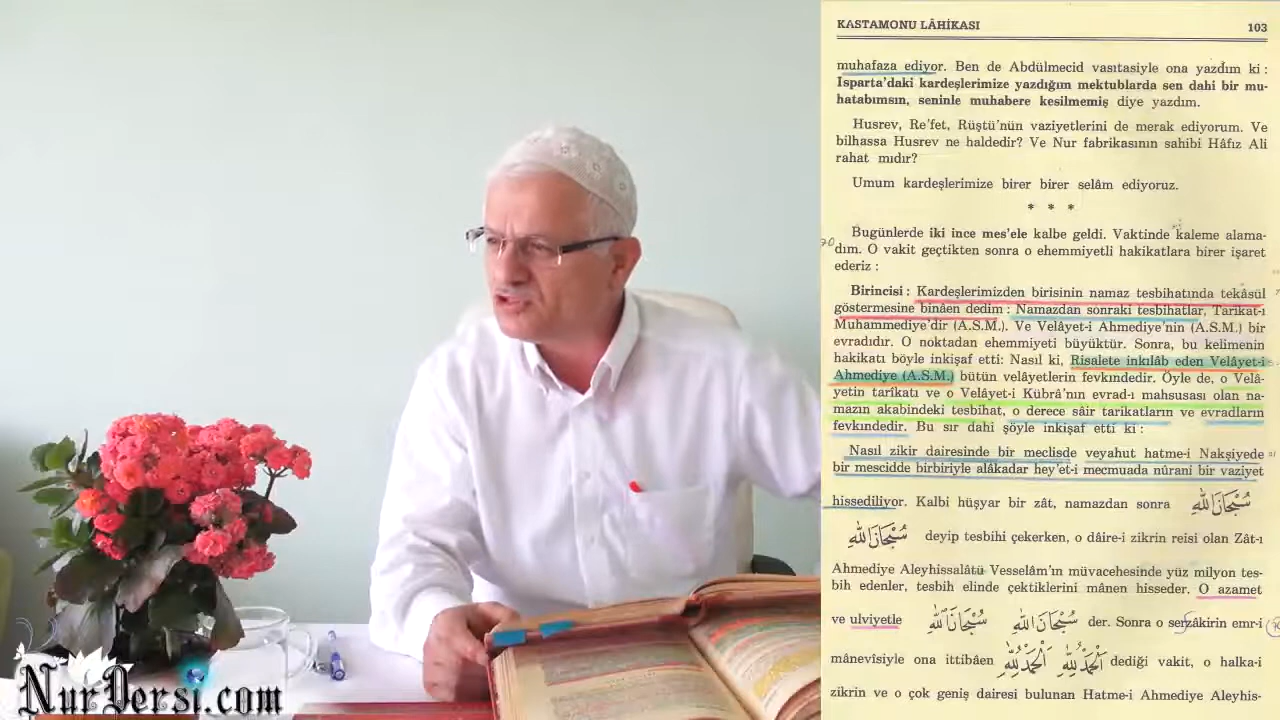 KASTAMONU LÂHİKASI 103
muhafaza ediyor. Ben de Abdülmecid vasıtasiyle ona yazdım ki :
Isparta'daki kardeşlerimize yazdığım mektublarda sen dahi bir mu-
hatabımsın, seninle muhabere kesilmemiş diye yazdım.
Husrev, Re'fet, Rüştü'nün vaziyetlerini de merak ediyorum. Ve
bilhassa Husrev ne haldedir? Ve Nur fabrikasının sahibi Hâfız Ali
rahat mıdır?
Umum kardeşlerimize birer birer selâm ediyoruz.
* * *
Bugünlerde iki ince mes'ele kalbe geldi. Vaktinde kaleme alama-
dım. O vakit geçtikten sonra o ehemmiyetli hakikatlara birer işaret
ederiz :
Birincisi : Kardeşlerimizden birisinin namaz tesbihatında tekâsül
göstermesine binâen dedim : Namazdan sonraki tesbihatlar, Tarikat-ı
Muhammediye'dir (A.S.M.). Ve Velâyet-i Ahmediye'nin (A.S.M.) bir
evradıdır. O noktadan ehemmiyeti büyüktür. Sonra, bu kelimenin
hakikatı böyle inkişaf etti: Nasıl ki, Risalete inkılâb eden Velâyet-i
Ahmediye (A.S.M.) bütün velâyetlerin fevkındedir. Öyle de, o Velâ-
yetin tarîkatı ve o Velâyet-i Kübrâ'nın evrad-ı mahsusası olan na-
mazın akabindeki tesbihat, o derece sâir tarikatların ve evradların
fevkındedir. Bu sır dahi şöyle inkişaf etti ki :
Nasıl zikir dairesinde bir meclisde veyahut hatme-i Nakşiyede
bir mescidde birbiriyle alâkadar hey'et-i mecmuada nûrani bir vaziyet
hissediliyor. Kalbi hüşyar bir zât, namazdan sonra سُبْحَانَ اللهِ
سُبْحَانَ اللهِ deyip tesbihi çekerken, o dâire-i zikrin reisi olan Zât-ı
Ahmediye Aleyhissalâtü Vesselâm'ın müvacehesinde yüz milyon tes-
bih edenler, tesbih elinde çektiklerini mânen hisseder. O azamet
ve ulviyetle سُبْحَانَ اللهِ سُبْحَانَ اللهِ der. Sonra o serzâkirin emr-i
mânevîsiyle ona ittibâen اَلْحَمْدُ لِلّٰهِ اَلْحَمْدُ لِلّٰهِ dediği vakit, o halka-i
zikrin ve o çok geniş dairesi bulunan Hatme-i Ahmediye Aleyhis-
NurDersi.com